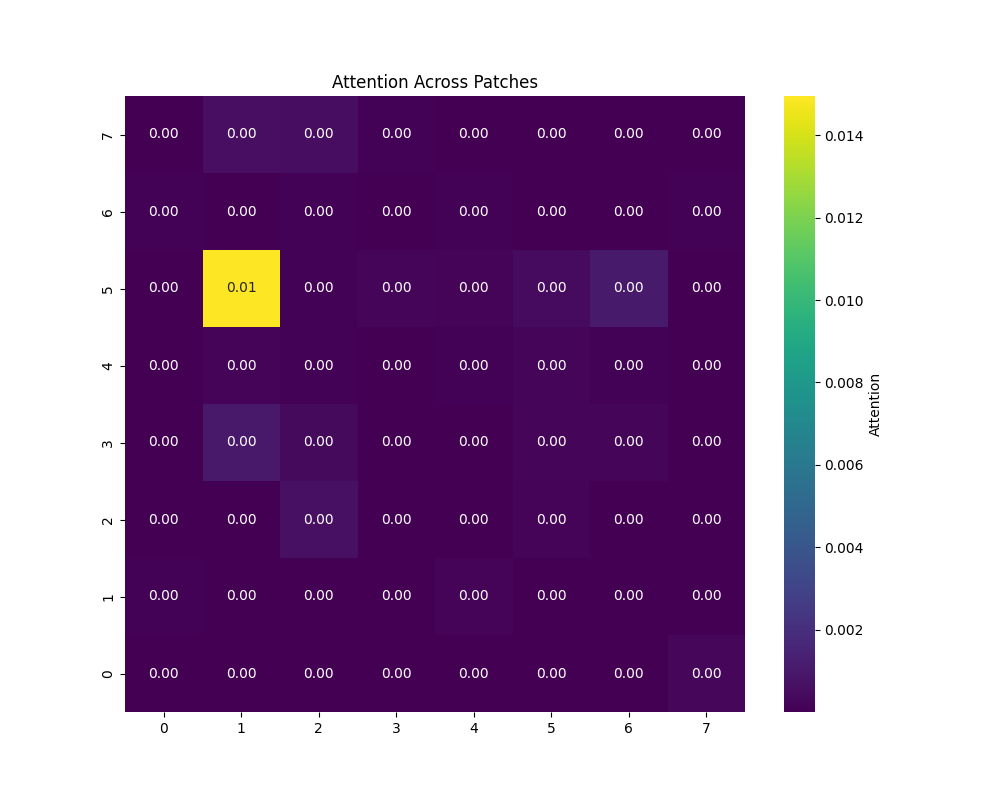 Attention Across Patches
7 0.00 0.00 0.00 0.00 0.00 0.00 0.00 0.00
6 0.00 0.00 0.00 0.00 0.00 0.00 0.00 0.00
5 0.00 0.01 0.00 0.00 0.00 0.00 0.00 0.00
4 0.00 0.00 0.00 0.00 0.00 0.00 0.00 0.00
3 0.00 0.00 0.00 0.00 0.00 0.00 0.00 0.00
2 0.00 0.00 0.00 0.00 0.00 0.00 0.00 0.00
1 0.00 0.00 0.00 0.00 0.00 0.00 0.00 0.00
0 0.00 0.00 0.00 0.00 0.00 0.00 0.00 0.00
0 1 2 3 4 5 6 7
0.014
0.012
0.010
0.008
0.006
0.004
0.002
Attention